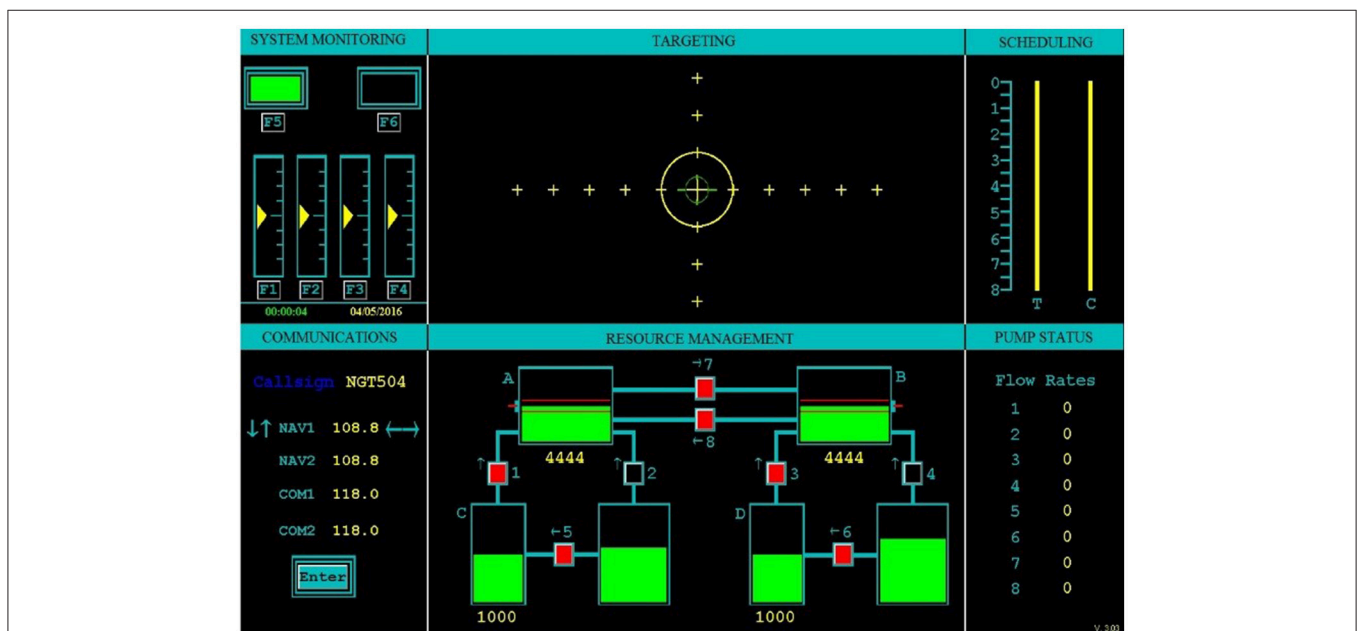 SYSTEM MONITORING
TARGETING
SCHEDULING
F5
F6
F1
F2
F3
F4
00:00:04
04/05/2016
0
1
2
3
4
5
6
7
8
T
C
COMMUNICATIONS
RESOURCE MANAGEMENT
PUMP STATUS
Callsign NGT504
↓↑ NAV1 108.8 ←→
NAV2 108.8
COM1 118.0
COM2 118.0
Enter
A
→7
B
←8
4444
4444
↑ 1
↑ 2
↑ 3
↑ 4
C
←5
D
←6
1000
1000
Flow Rates
1 0
2 0
3 0
4 0
5 0
6 0
7 0
8 0
V. 3.03